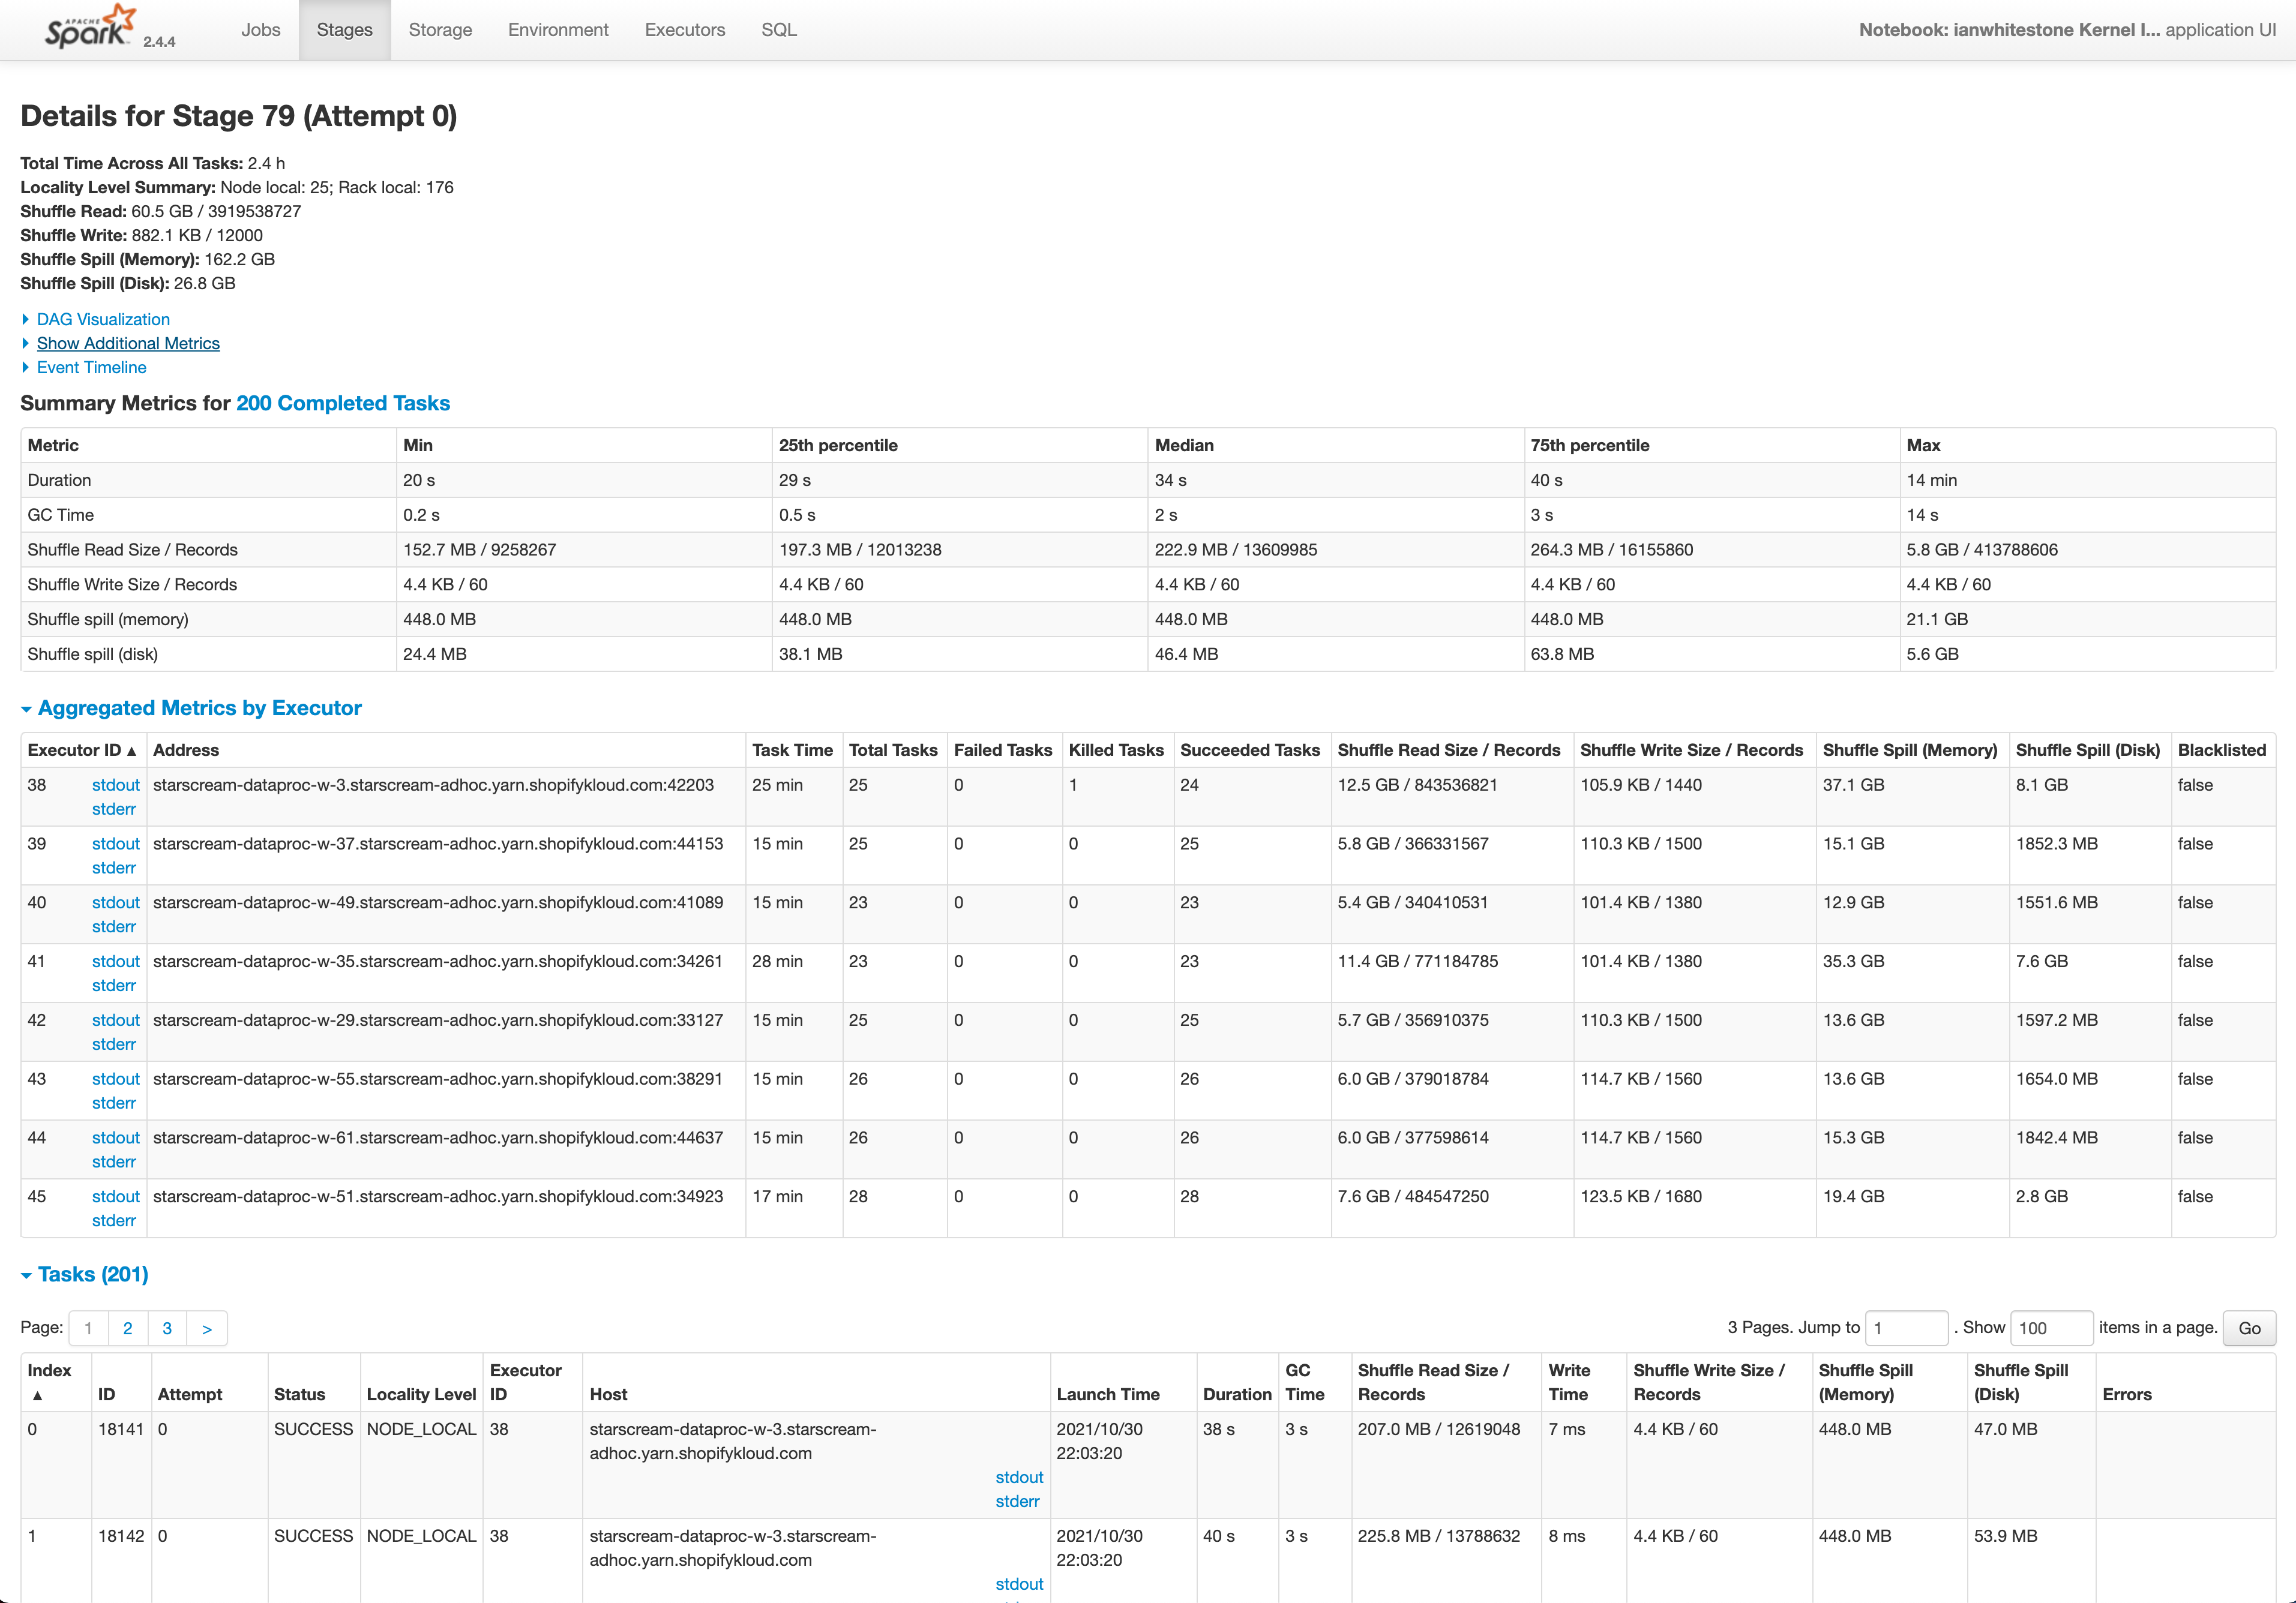 APACHE
Spark 2.4.4 Jobs Stages Storage Environment Executors SQL Notebook: ianwhitestone Kernel I... application UI
Details for Stage 79 (Attempt 0)
Total Time Across All Tasks: 2.4 h
Locality Level Summary: Node local: 25; Rack local: 176
Shuffle Read: 60.5 GB / 3919538727
Shuffle Write: 882.1 KB / 12000
Shuffle Spill (Memory): 162.2 GB
Shuffle Spill (Disk): 26.8 GB
DAG Visualization
Show Additional Metrics
Event Timeline
Summary Metrics for 200 Completed Tasks
Metric Min 25th percentile Median 75th percentile Max
Duration 20 s 29 s 34 s 40 s 14 min
GC Time 0.2 s 0.5 s 2 s 3 s 14 s
Shuffle Read Size / Records 152.7 MB / 9258267 197.3 MB / 12013238 222.9 MB / 13609985 264.3 MB / 16155860 5.8 GB / 413788606
Shuffle Write Size / Records 4.4 KB / 60 4.4 KB / 60 4.4 KB / 60 4.4 KB / 60 4.4 KB / 60
Shuffle spill (memory) 448.0 MB 448.0 MB 448.0 MB 448.0 MB 21.1 GB
Shuffle spill (disk) 24.4 MB 38.1 MB 46.4 MB 63.8 MB 5.6 GB
Aggregated Metrics by Executor
Executor ID ▲ Address Task Time Total Tasks Failed Tasks Killed Tasks Succeeded Tasks Shuffle Read Size / Records Shuffle Write Size / Records Shuffle Spill (Memory) Shuffle Spill (Disk) Blacklisted
38 stdout starscream-dataproc-w-3.starscream-adhoc.yarn.shopifykloud.com:42203 25 min 25 0 1 24 12.5 GB / 843536821 105.9 KB / 1440 37.1 GB 8.1 GB false
stderr
39 stdout starscream-dataproc-w-37.starscream-adhoc.yarn.shopifykloud.com:44153 15 min 25 0 0 25 5.8 GB / 366331567 110.3 KB / 1500 15.1 GB 1852.3 MB false
stderr
40 stdout starscream-dataproc-w-49.starscream-adhoc.yarn.shopifykloud.com:41089 15 min 23 0 0 23 5.4 GB / 340410531 101.4 KB / 1380 12.9 GB 1551.6 MB false
stderr
41 stdout starscream-dataproc-w-35.starscream-adhoc.yarn.shopifykloud.com:34261 28 min 23 0 0 23 11.4 GB / 771184785 101.4 KB / 1380 35.3 GB 7.6 GB false
stderr
42 stdout starscream-dataproc-w-29.starscream-adhoc.yarn.shopifykloud.com:33127 15 min 25 0 0 25 5.7 GB / 356910375 110.3 KB / 1500 13.6 GB 1597.2 MB false
stderr
43 stdout starscream-dataproc-w-55.starscream-adhoc.yarn.shopifykloud.com:38291 15 min 26 0 0 26 6.0 GB / 379018784 114.7 KB / 1560 13.6 GB 1654.0 MB false
stderr
44 stdout starscream-dataproc-w-61.starscream-adhoc.yarn.shopifykloud.com:44637 15 min 26 0 0 26 6.0 GB / 377598614 114.7 KB / 1560 15.3 GB 1842.4 MB false
stderr
45 stdout starscream-dataproc-w-51.starscream-adhoc.yarn.shopifykloud.com:34923 17 min 28 0 0 28 7.6 GB / 484547250 123.5 KB / 1680 19.4 GB 2.8 GB false
stderr
Tasks (201)
Page: 1 2 3 > 3 Pages. Jump to 1 . Show 100 items in a page. Go
Index Executor GC Shuffle Read Size / Write Shuffle Write Size / Shuffle Spill Shuffle Spill
▲ ID Attempt Status Locality Level ID Host Launch Time Duration Time Records Time Records (Memory) (Disk) Errors
0 18141 0 SUCCESS NODE_LOCAL 38 starscream-dataproc-w-3.starscream- 2021/10/30 38 s 3 s 207.0 MB / 12619048 7 ms 4.4 KB / 60 448.0 MB 47.0 MB
adhoc.yarn.shopifykloud.com 22:03:20
stdout
stderr
1 18142 0 SUCCESS NODE_LOCAL 38 starscream-dataproc-w-3.starscream- 2021/10/30 40 s 3 s 225.8 MB / 13788632 8 ms 4.4 KB / 60 448.0 MB 53.9 MB
adhoc.yarn.shopifykloud.com 22:03:20
stdout